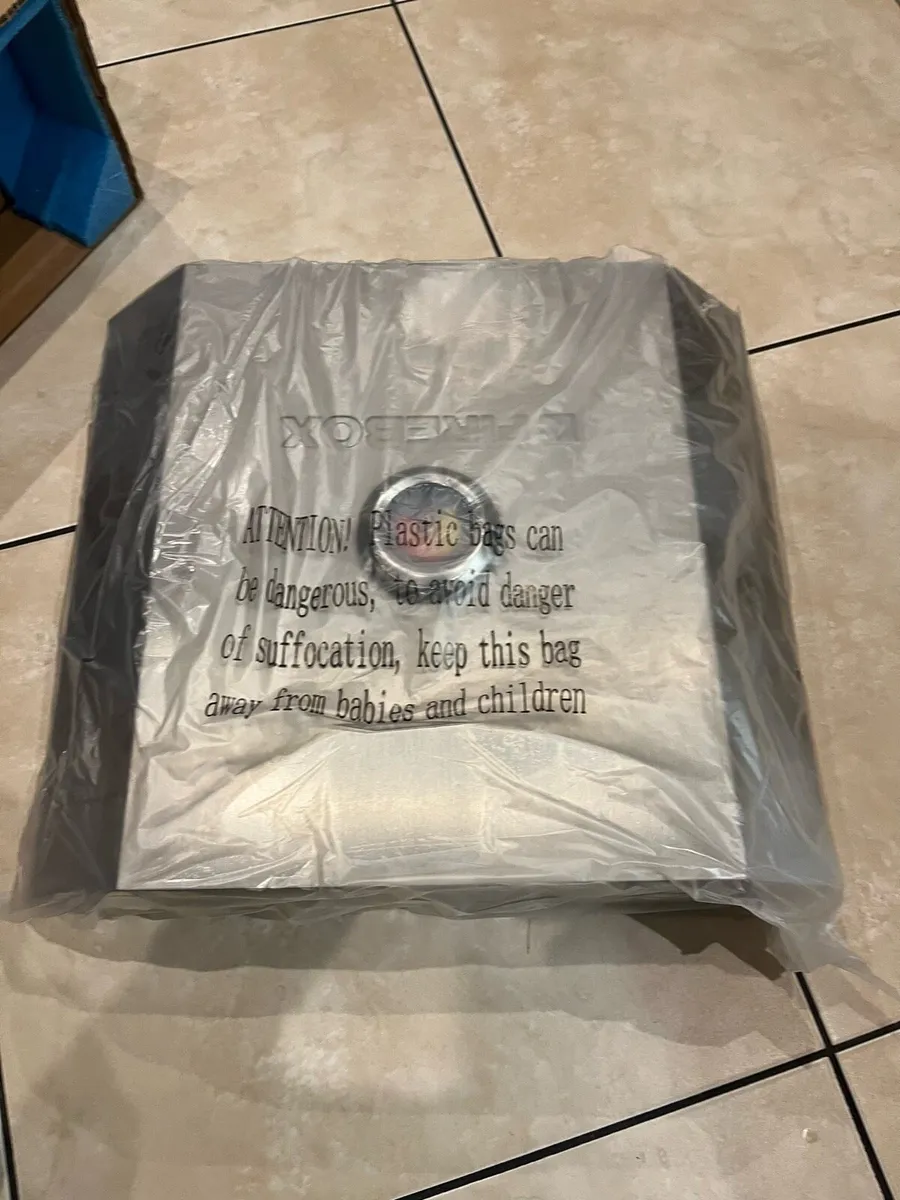 ATTENTION! Plastic bags can
be dangerous, to avoid danger
of suffocation, keep this bag
away from babies and children